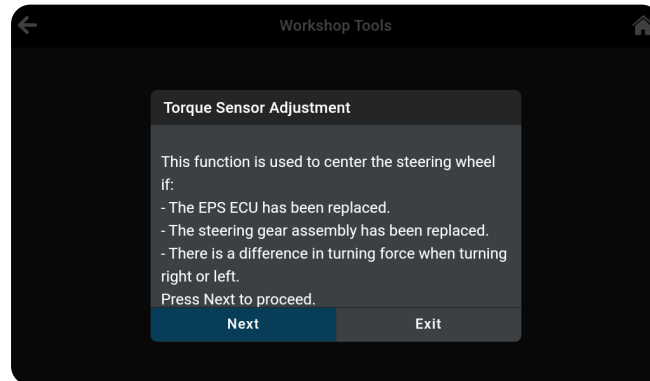 Workshop Tools
Torque Sensor Adjustment
This function is used to center the steering wheel
if:
- The EPS ECU has been replaced.
- The steering gear assembly has been replaced.
- There is a difference in turning force when turning
right or left.
Press Next to proceed.
Next Exit